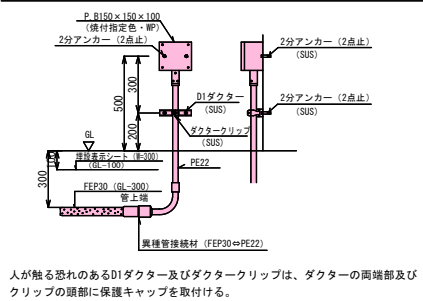 P.B150×150×100
(焼付指定色・WP)
2分アンカー(2点止)
2分アンカー(2点止)
(SUS)
300
500
D1ダクター
(SUS)
2分アンカー(2点止)
(SUS)
200
ダクタークリップ
(SUS)
GL
埋設表示シート(W=300)
(GL-100)
100
300
PE22
FEP30(GL-300)
管上端
異種管接続材(FEP30⇔PE22)
人が触る恐れのあるD1ダクター及びダクタークリップは、ダクターの両端部及び
クリップの頭部に保護キャップを取付ける。